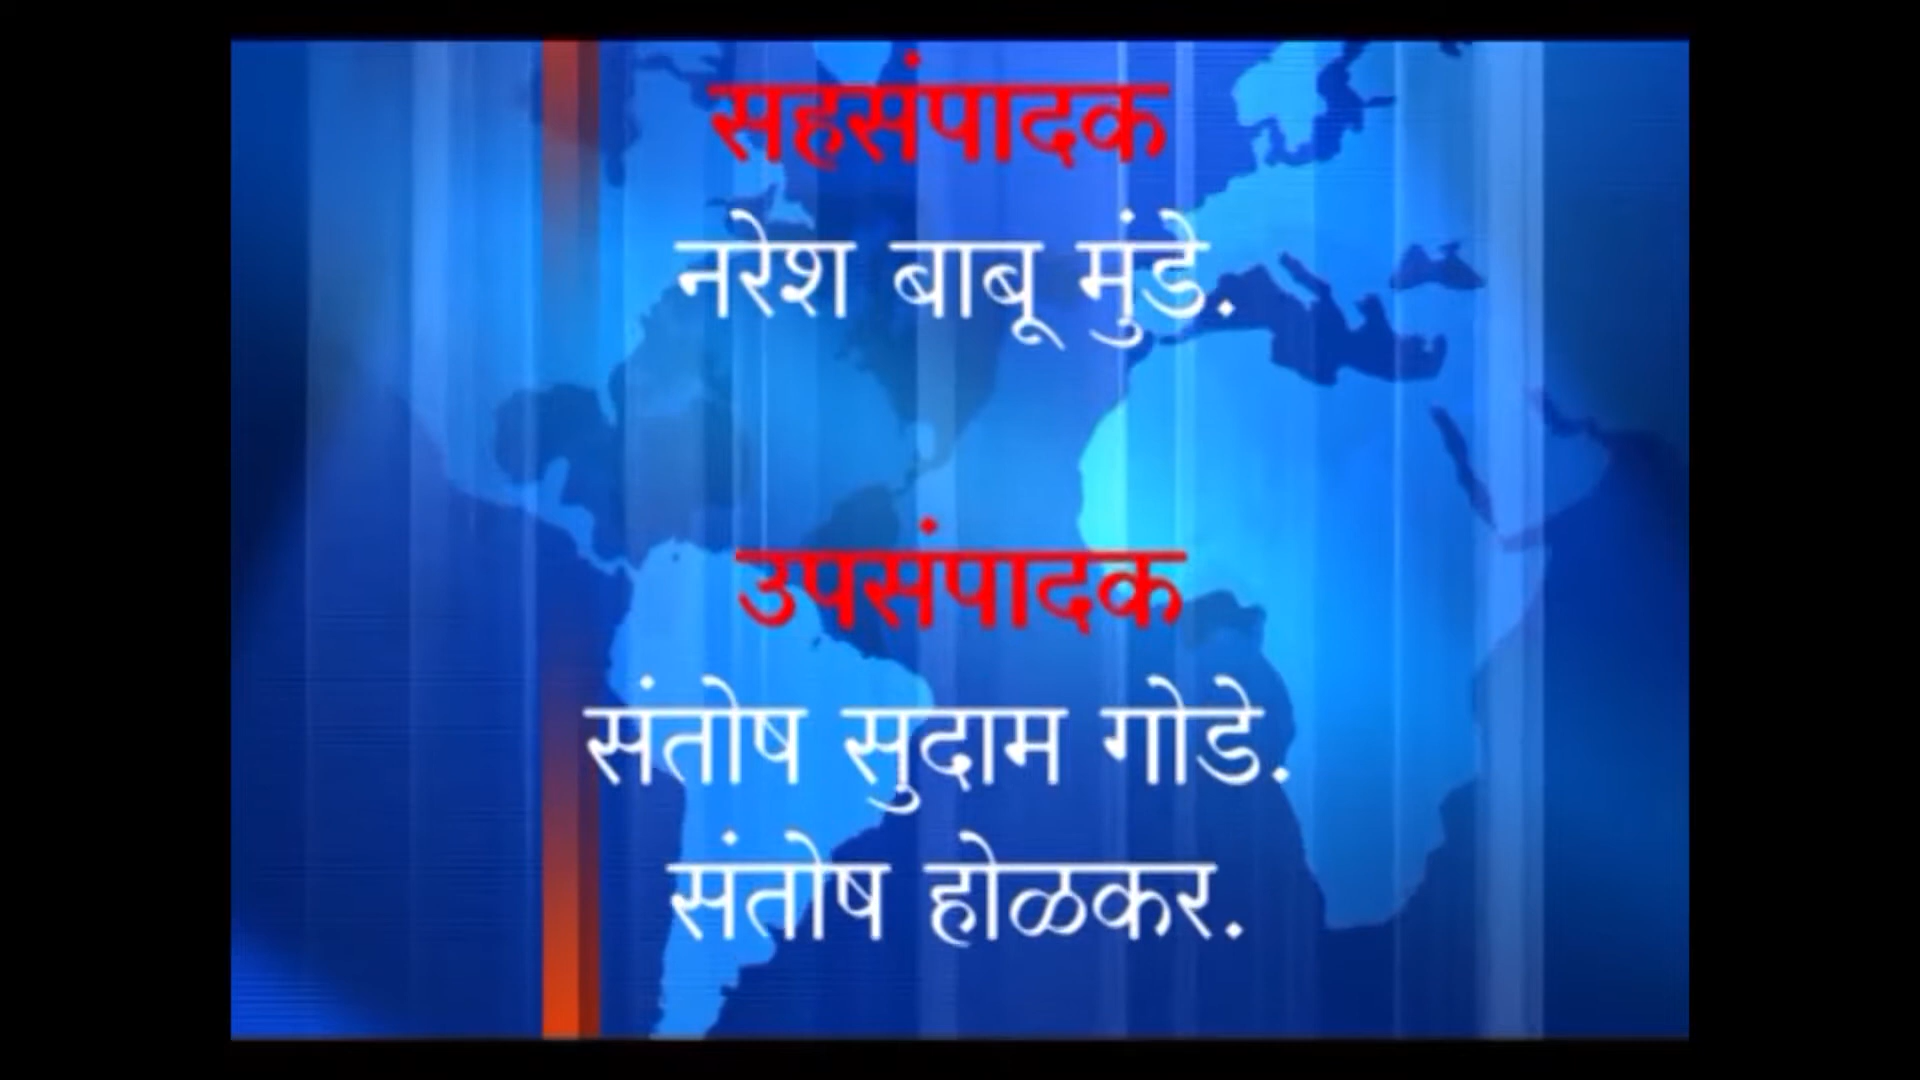 सहसंपादक
नरेश बाबू मुंडे.
उपसंपादक
संतोष सुदाम गोडे.
संतोष होळकर.